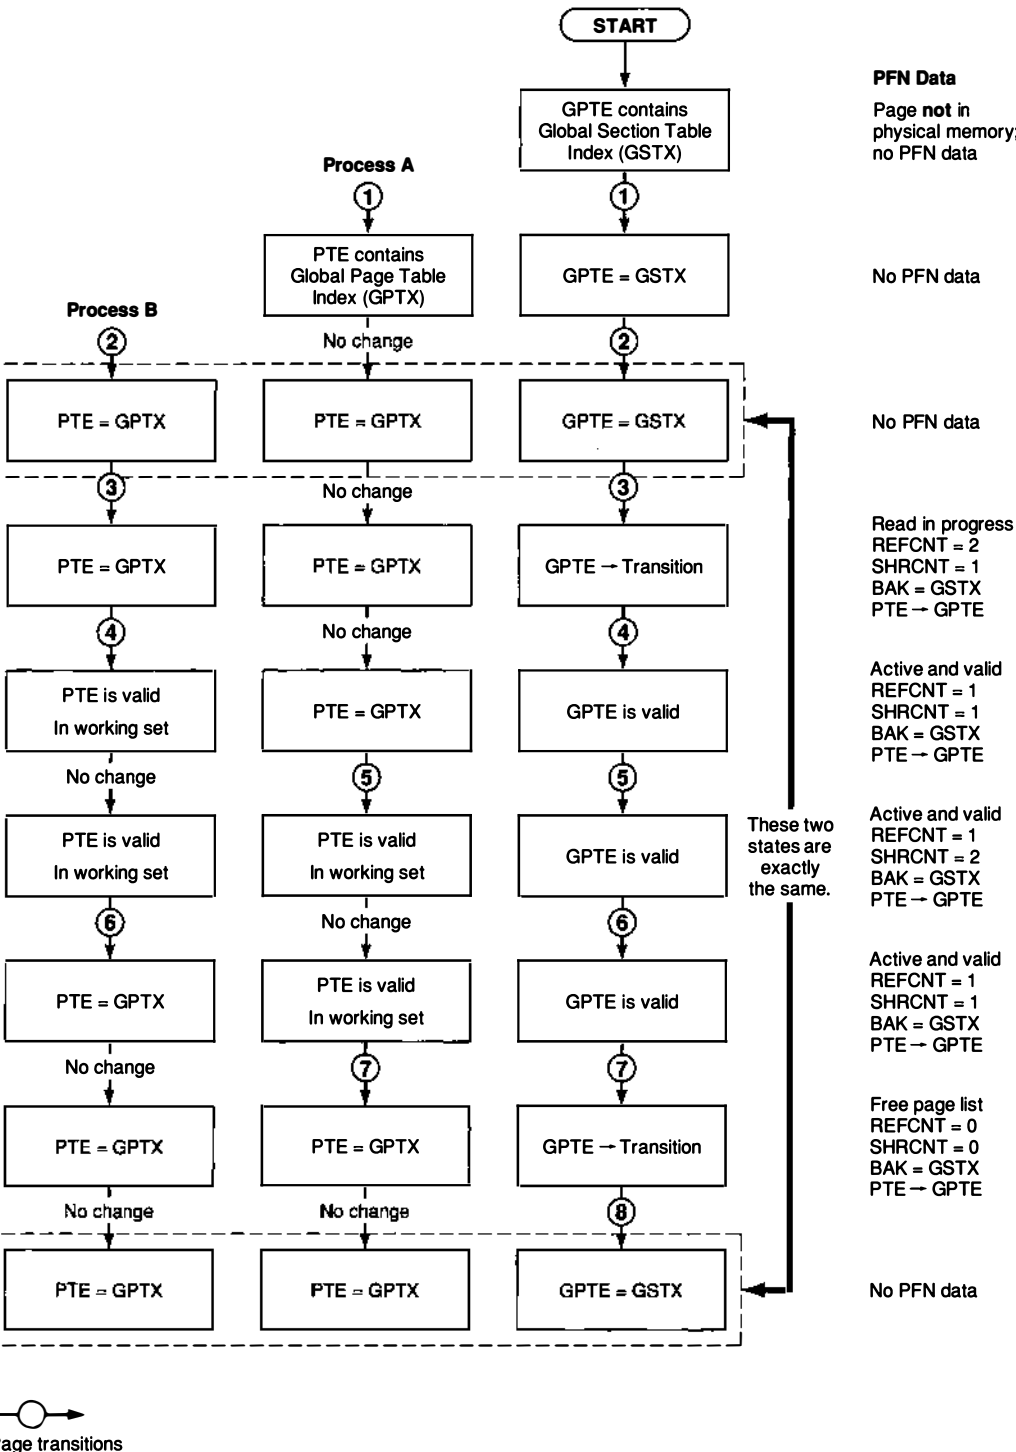 START
PFN Data
GPTE contains
Global Section Table
Index (GSTX)
Page not in
physical memory;
no PFN data
Process A
1
1
PTE contains
Global Page Table
Index (GPTX)
GPTE = GSTX
No PFN data
Process B
2
No change
2
PTE = GPTX
PTE = GPTX
GPTE = GSTX
No PFN data
3
No change
3
PTE = GPTX
PTE = GPTX
GPTE → Transition
Read in progress
REFCNT = 2
SHRCNT = 1
BAK = GSTX
PTE → GPTE
4
No change
4
PTE is valid
In working set
PTE = GPTX
GPTE is valid
Active and valid
REFCNT = 1
SHRCNT = 1
BAK = GSTX
PTE → GPTE
No change
5
5
PTE is valid
In working set
PTE is valid
In working set
GPTE is valid
These two
states are
exactly
the same.
Active and valid
REFCNT = 1
SHRCNT = 2
BAK = GSTX
PTE → GPTE
6
No change
6
PTE = GPTX
PTE is valid
In working set
GPTE is valid
Active and valid
REFCNT = 1
SHRCNT = 1
BAK = GSTX
PTE → GPTE
No change
7
7
PTE = GPTX
PTE = GPTX
GPTE → Transition
Free page list
REFCNT = 0
SHRCNT = 0
BAK = GSTX
PTE → GPTE
No change
No change
8
PTE = GPTX
PTE = GPTX
GPTE = GSTX
No PFN data
transitions